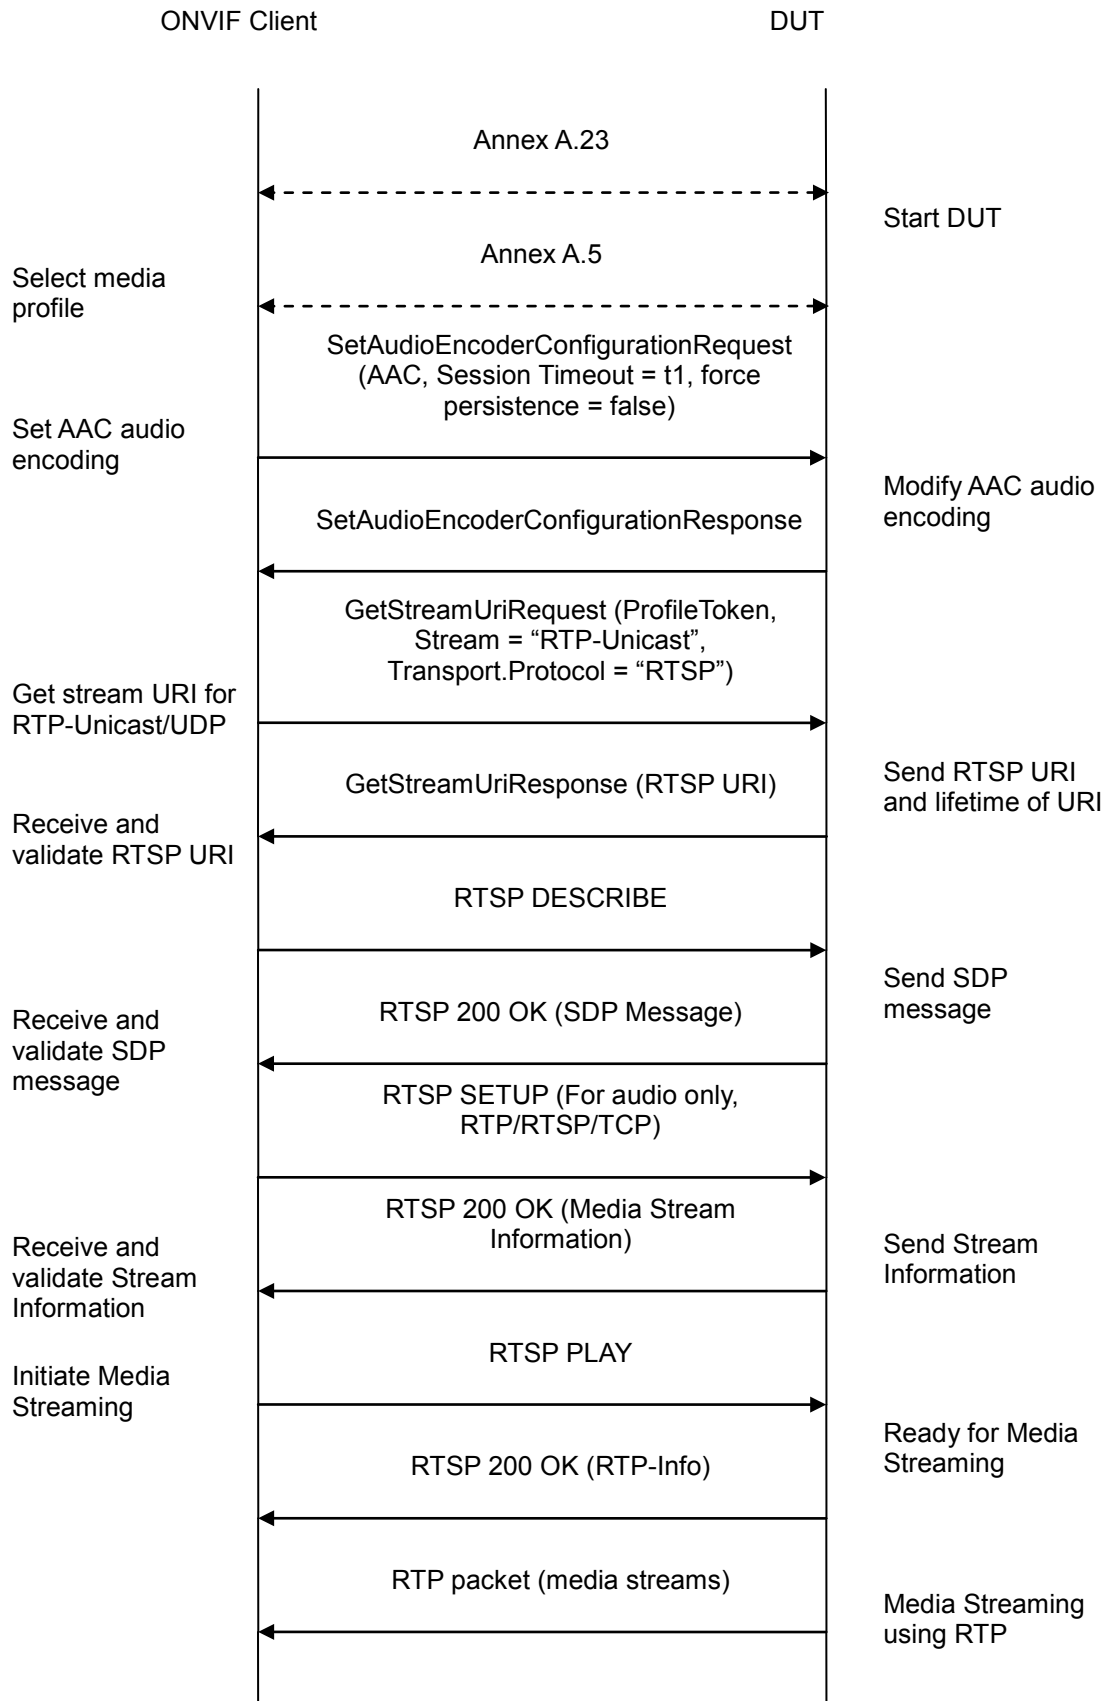 ONVIF Client
DUT
Annex A.23
Start DUT
Annex A.5
Select media
profile
SetAudioEncoderConfigurationRequest
(AAC, Session Timeout = t1, force
persistence = false)
Set AAC audio
encoding
Modify AAC audio
encoding
SetAudioEncoderConfigurationResponse
GetStreamUriRequest (ProfileToken,
Stream = “RTP-Unicast”,
Transport.Protocol = “RTSP”)
Get stream URI for
RTP-Unicast/UDP
GetStreamUriResponse (RTSP URI)
Send RTSP URI
and lifetime of URI
Receive and
validate RTSP URI
RTSP DESCRIBE
Send SDP
message
RTSP 200 OK (SDP Message)
Receive and
validate SDP
message
RTSP SETUP (For audio only,
RTP/RTSP/TCP)
RTSP 200 OK (Media Stream
Information)
Send Stream
Information
Receive and
validate Stream
Information
RTSP PLAY
Initiate Media
Streaming
Ready for Media
Streaming
RTSP 200 OK (RTP-Info)
RTP packet (media streams)
Media Streaming
using RTP